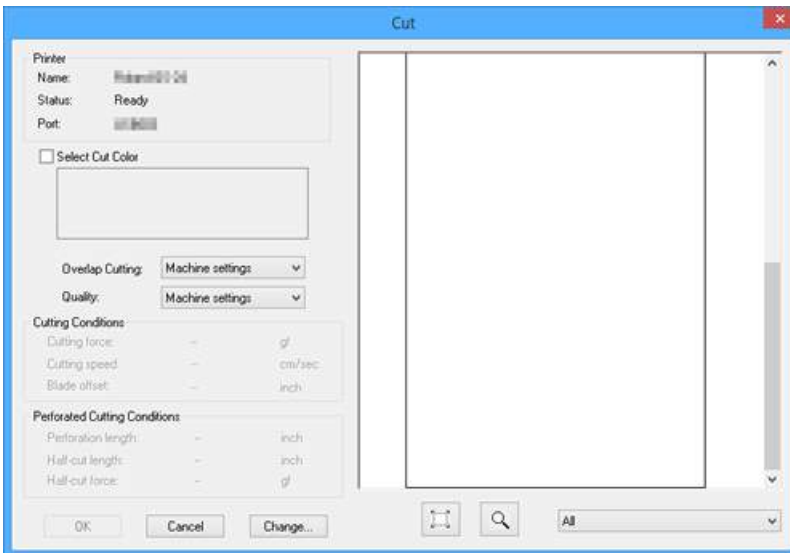 Cut
Printer
Name:
Status: Ready
Port:
Select Cut Color
Overlap Cutting: Machine settings
Quality: Machine settings
Cutting Conditions
Cutting force: -- gf
Cutting speed -- cm/sec
Blade offset: -- inch
Perforated Cutting Conditions
Perforation length: -- inch
Half-cut length: -- inch
Half-cut force: -- gf
OK Cancel Change...
All